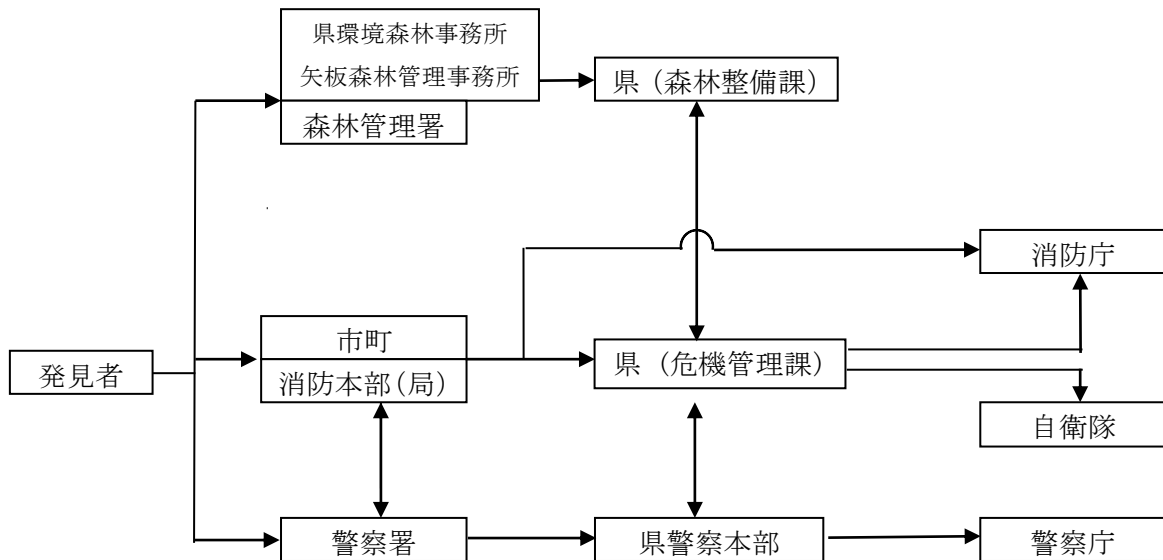 県環境森林事務所
矢板森林管理事務所
森林管理署
県（森林整備課）
消防庁
市町
消防本部（局）
県（危機管理課）
発見者
自衛隊
警察署
県警察本部
警察庁